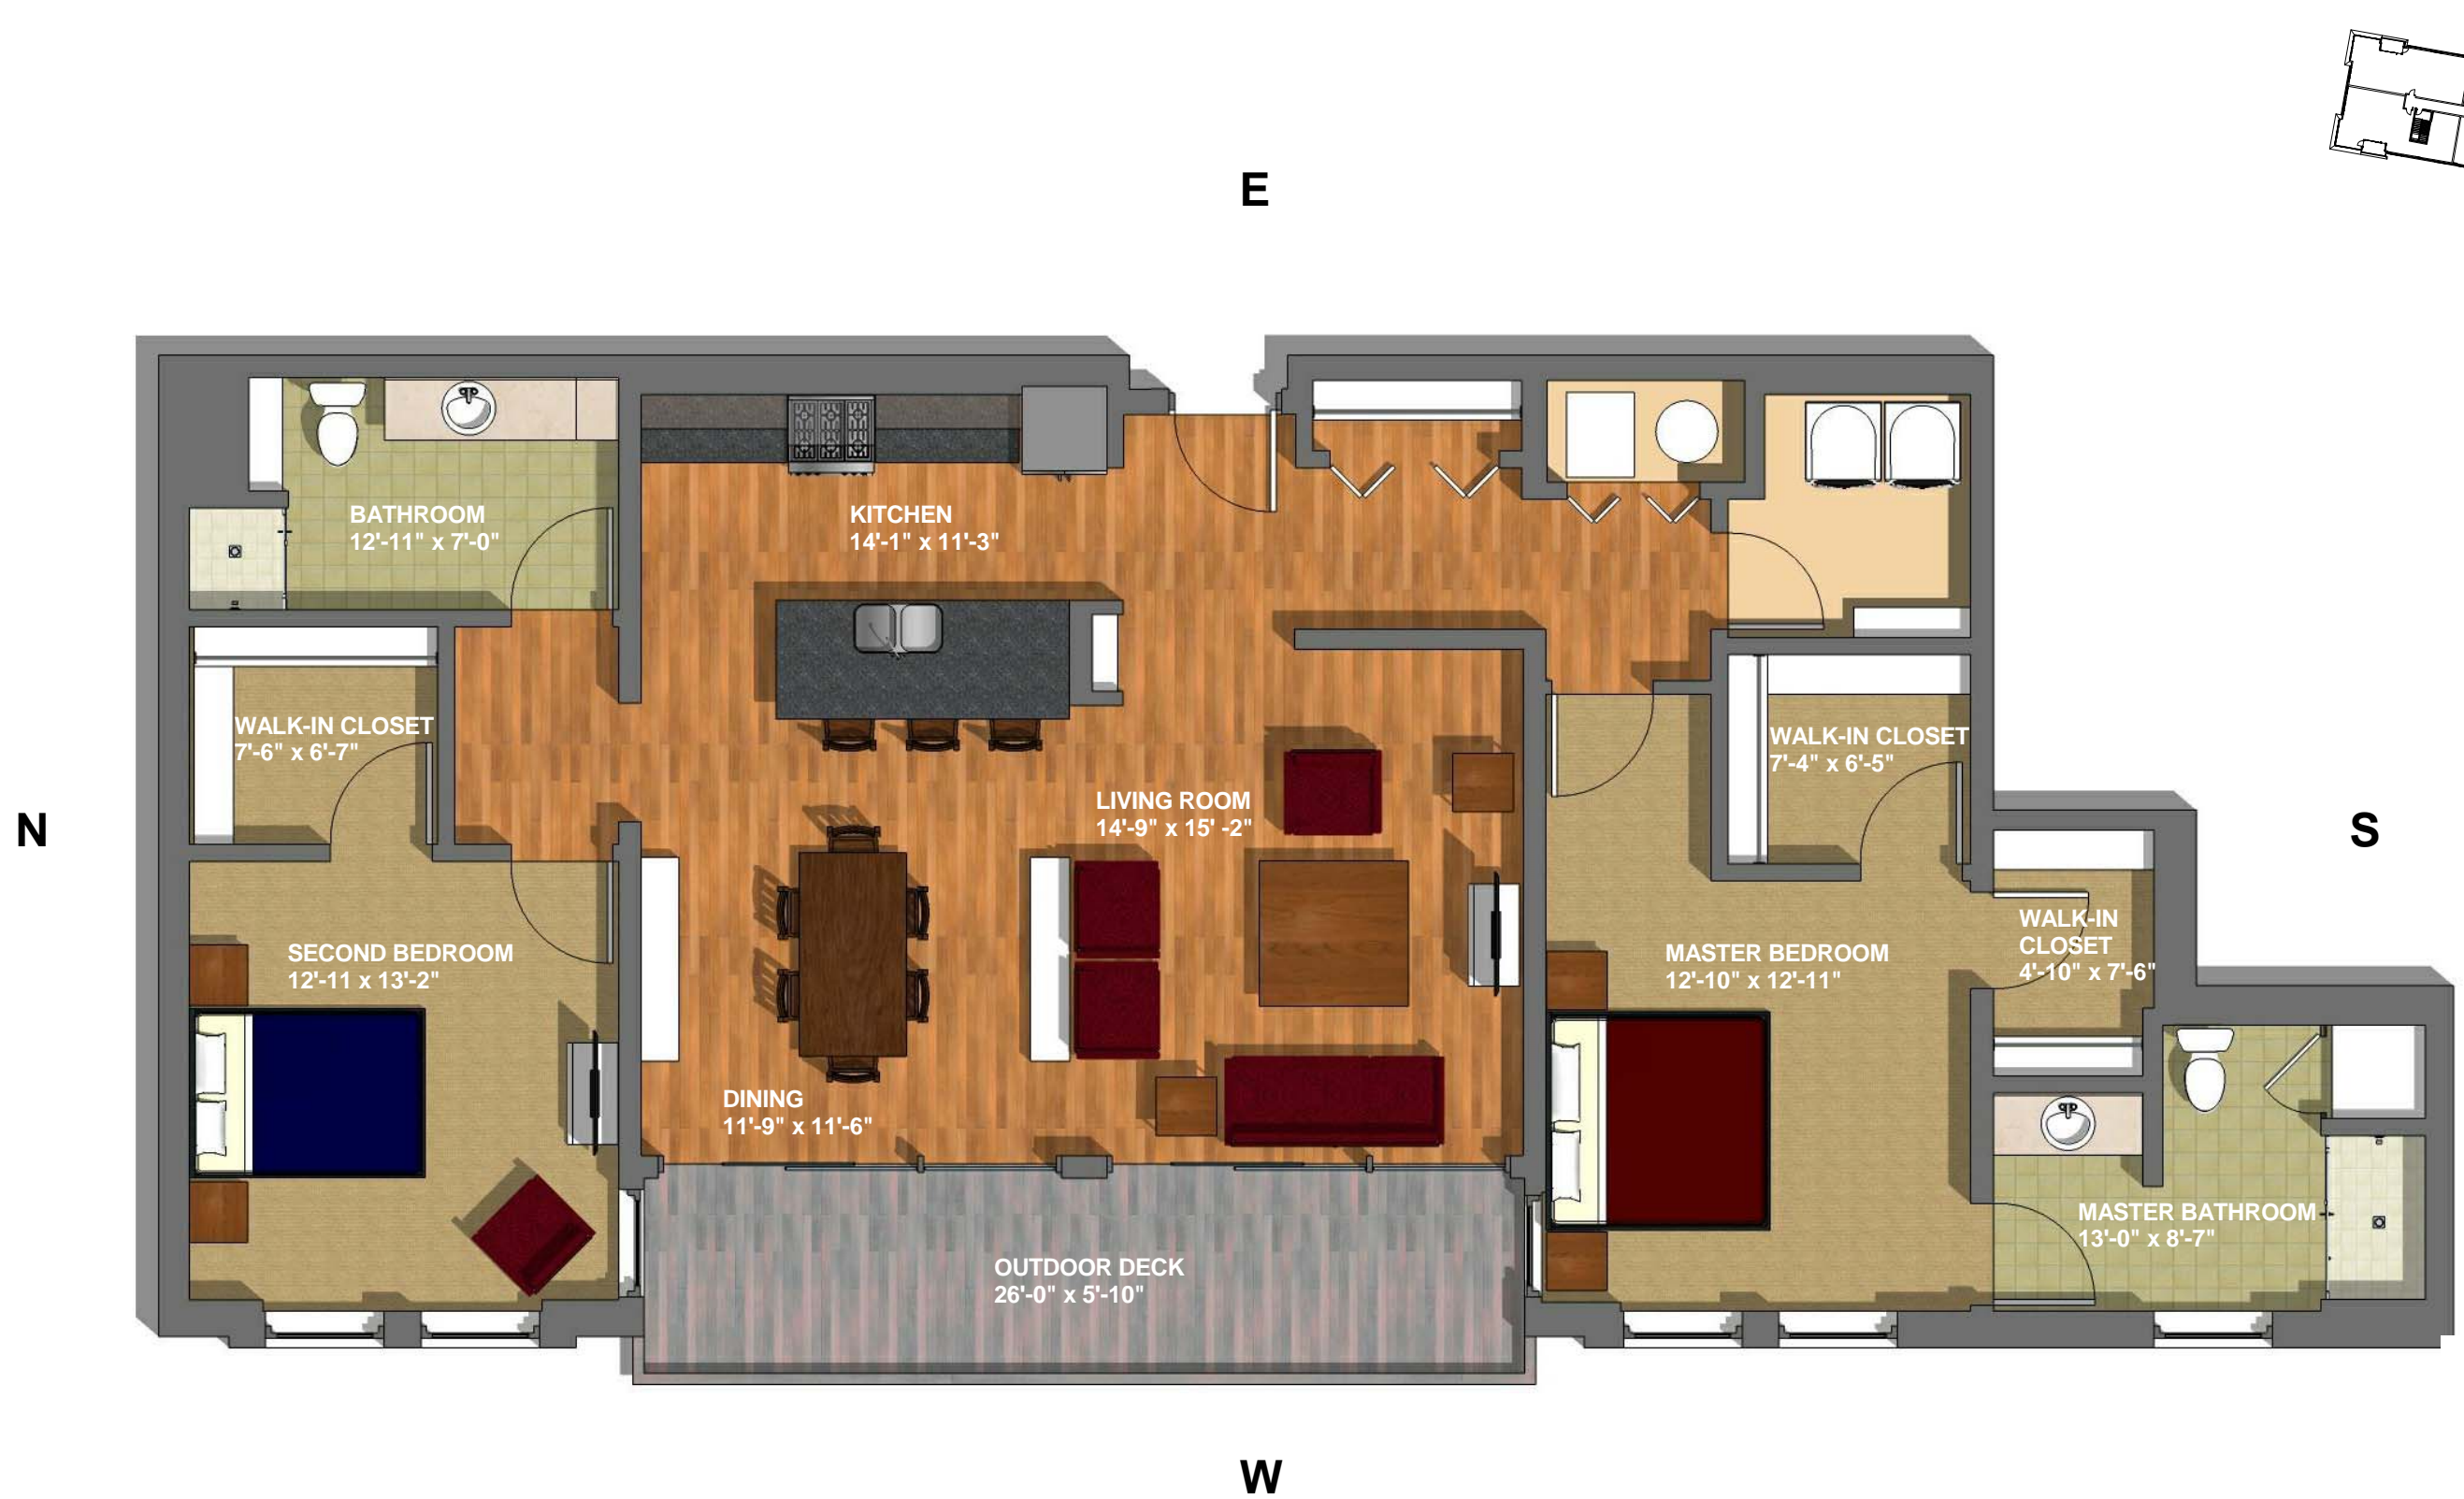 E
BATHROOM
12'-11" x 7'-0"
KITCHEN
14'-1" x 11'-3"
WALK-IN CLOSET
7'-6" x 6'-7"
WALK-IN CLOSET
7'-4" x 6'-5"
LIVING ROOM
14'-9" x 15' -2"
N
S
SECOND BEDROOM
12'-11 x 13'-2"
MASTER BEDROOM
12'-10" x 12'-11"
WALK-IN
CLOSET
4'-10" x 7'-6"
DINING
11'-9" x 11'-6"
MASTER BATHROOM
13'-0" x 8'-7"
OUTDOOR DECK
26'-0" x 5'-10"
W